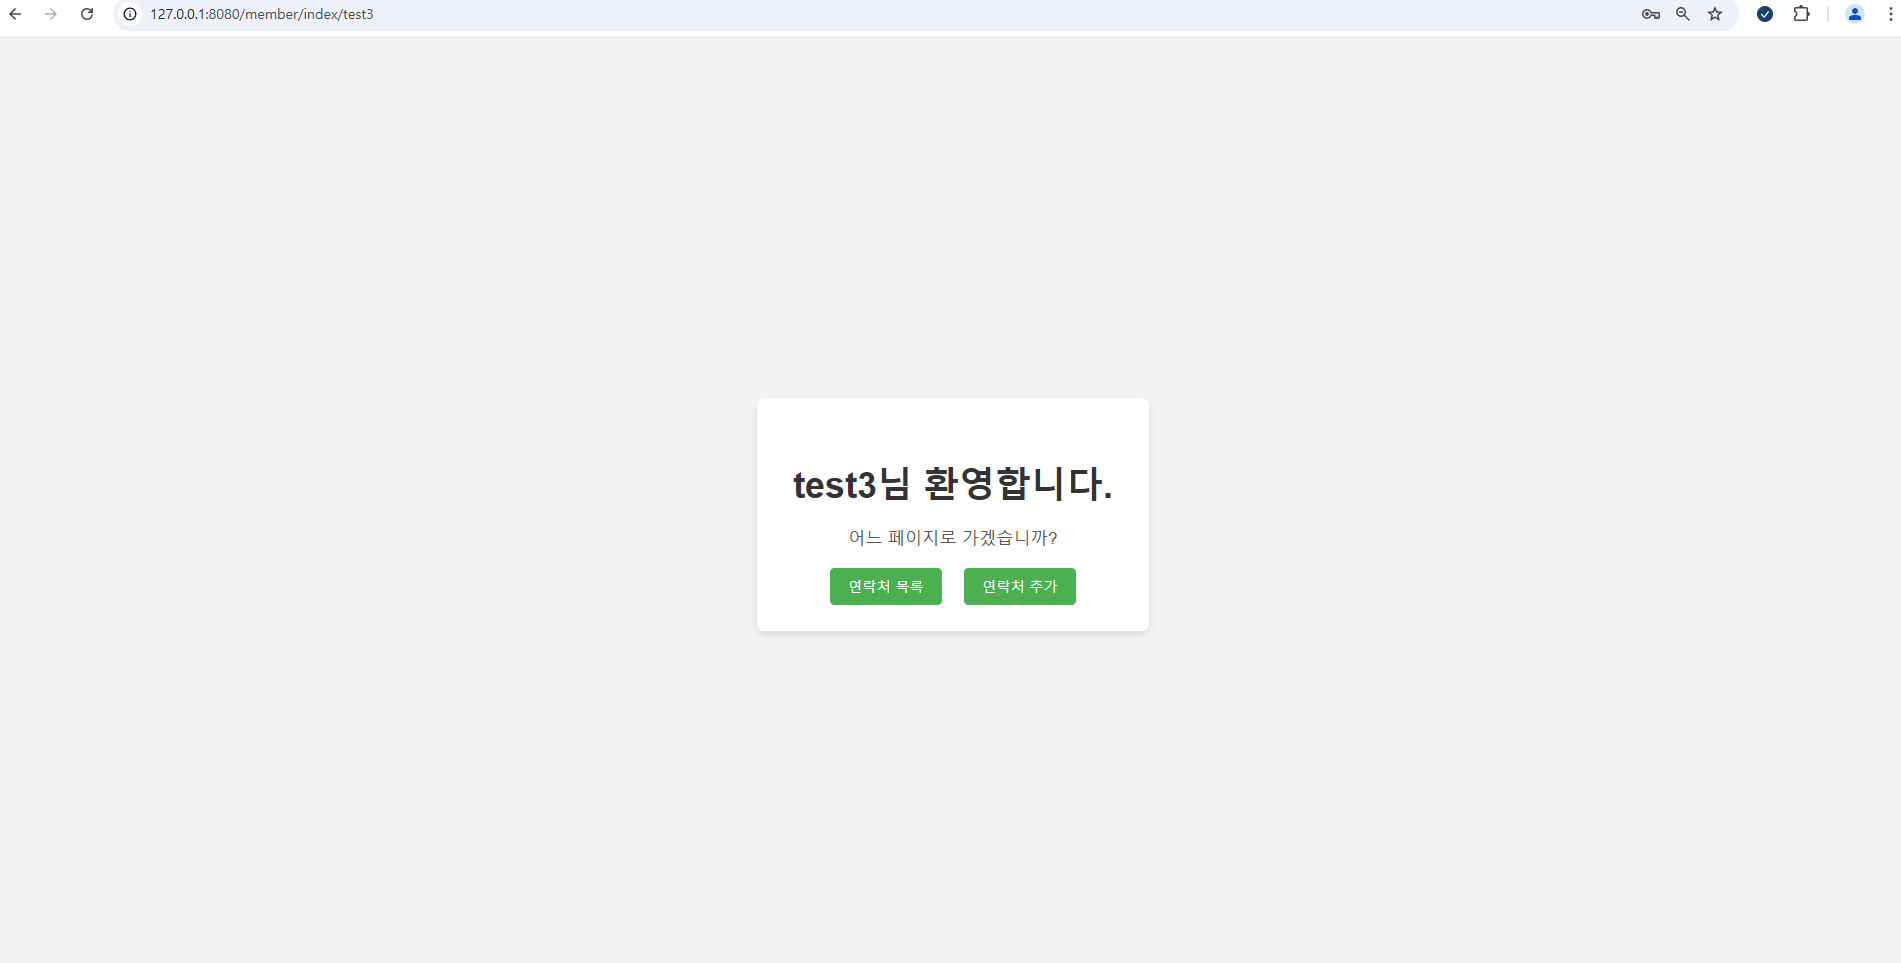 127.0.0.1:8080/member/index/test3
test3님 환영합니다.
어느 페이지로 가겠습니까?
연락처 목록 연락처 추가